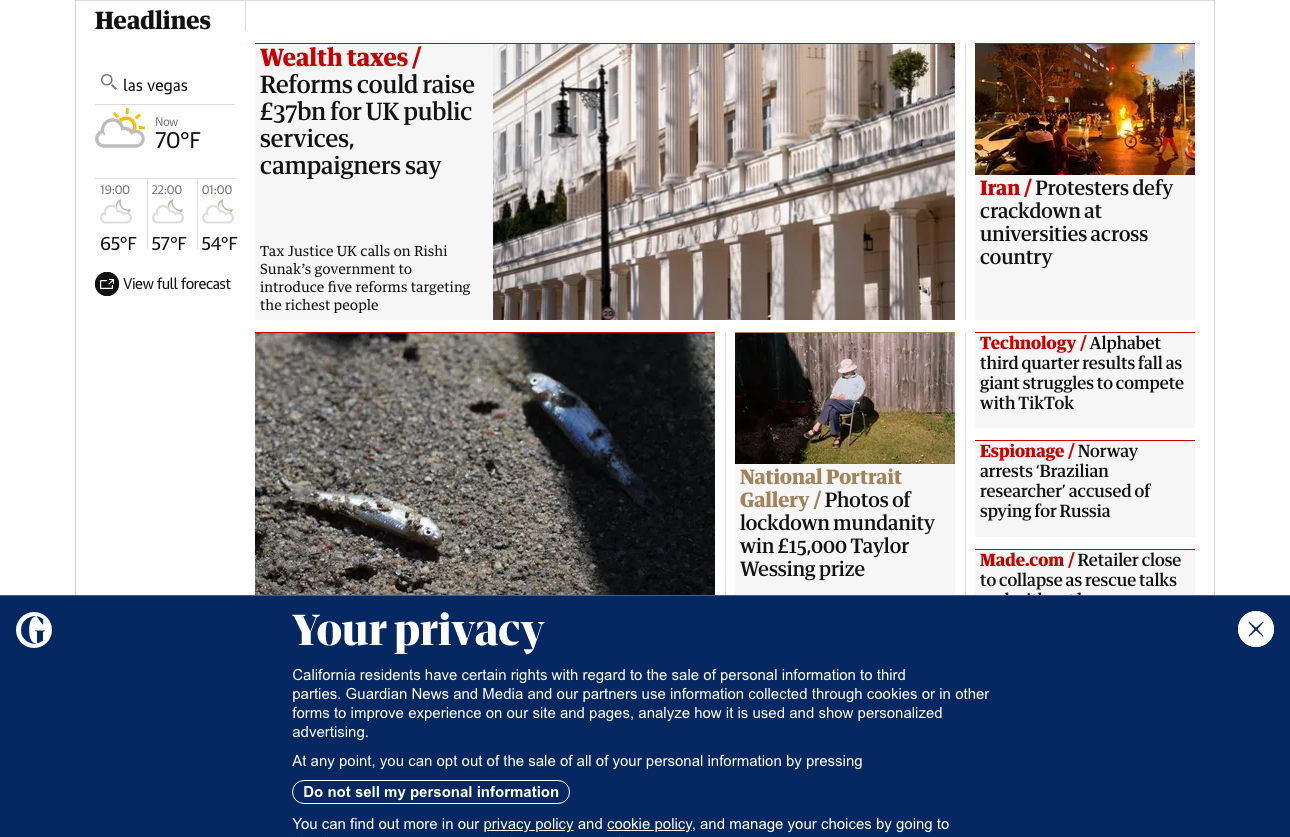 Headlines
las vegas
Now
70°F
19:00
22:00
01:00
65°F
57°F
54°F
View full forecast
Wealth taxes /
Reforms could raise
£37bn for UK public
services,
campaigners say
Tax Justice UK calls on Rishi
Sunak’s government to
introduce five reforms targeting
the richest people
Iran / Protesters defy
crackdown at
universities across
country
National Portrait
Gallery / Photos of
lockdown mundanity
win £15,000 Taylor
Wessing prize
Technology / Alphabet
third quarter results fall as
giant struggles to compete
with TikTok
Espionage / Norway
arrests ‘Brazilian
researcher’ accused of
spying for Russia
Made.com / Retailer close
to collapse as rescue talks
G
Your privacy
California residents have certain rights with regard to the sale of personal information to third
parties. Guardian News and Media and our partners use information collected through cookies or in other
forms to improve experience on our site and pages, analyze how it is used and show personalized
advertising.
At any point, you can opt out of the sale of all of your personal information by pressing
Do not sell my personal information
You can find out more in our privacy policy and cookie policy, and manage your choices by going to